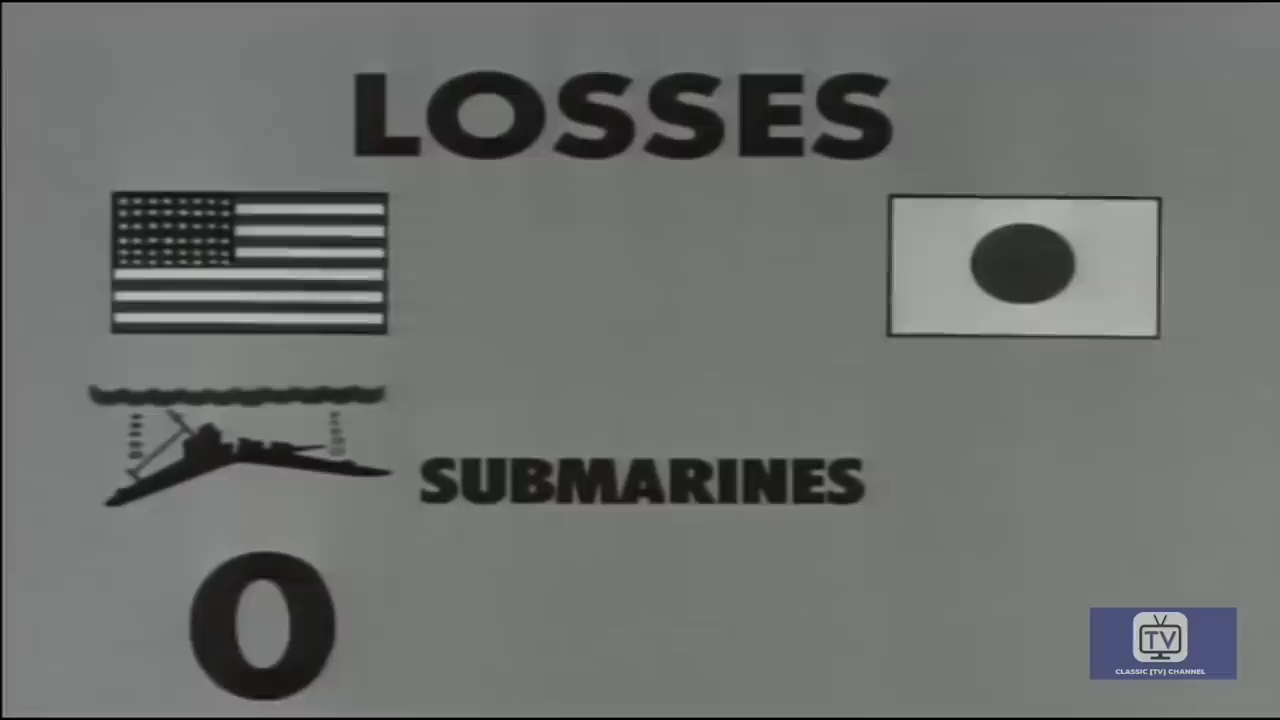 LOSSES
SUBMARINES
0
TV
CLASSIC [TV] CHANNEL